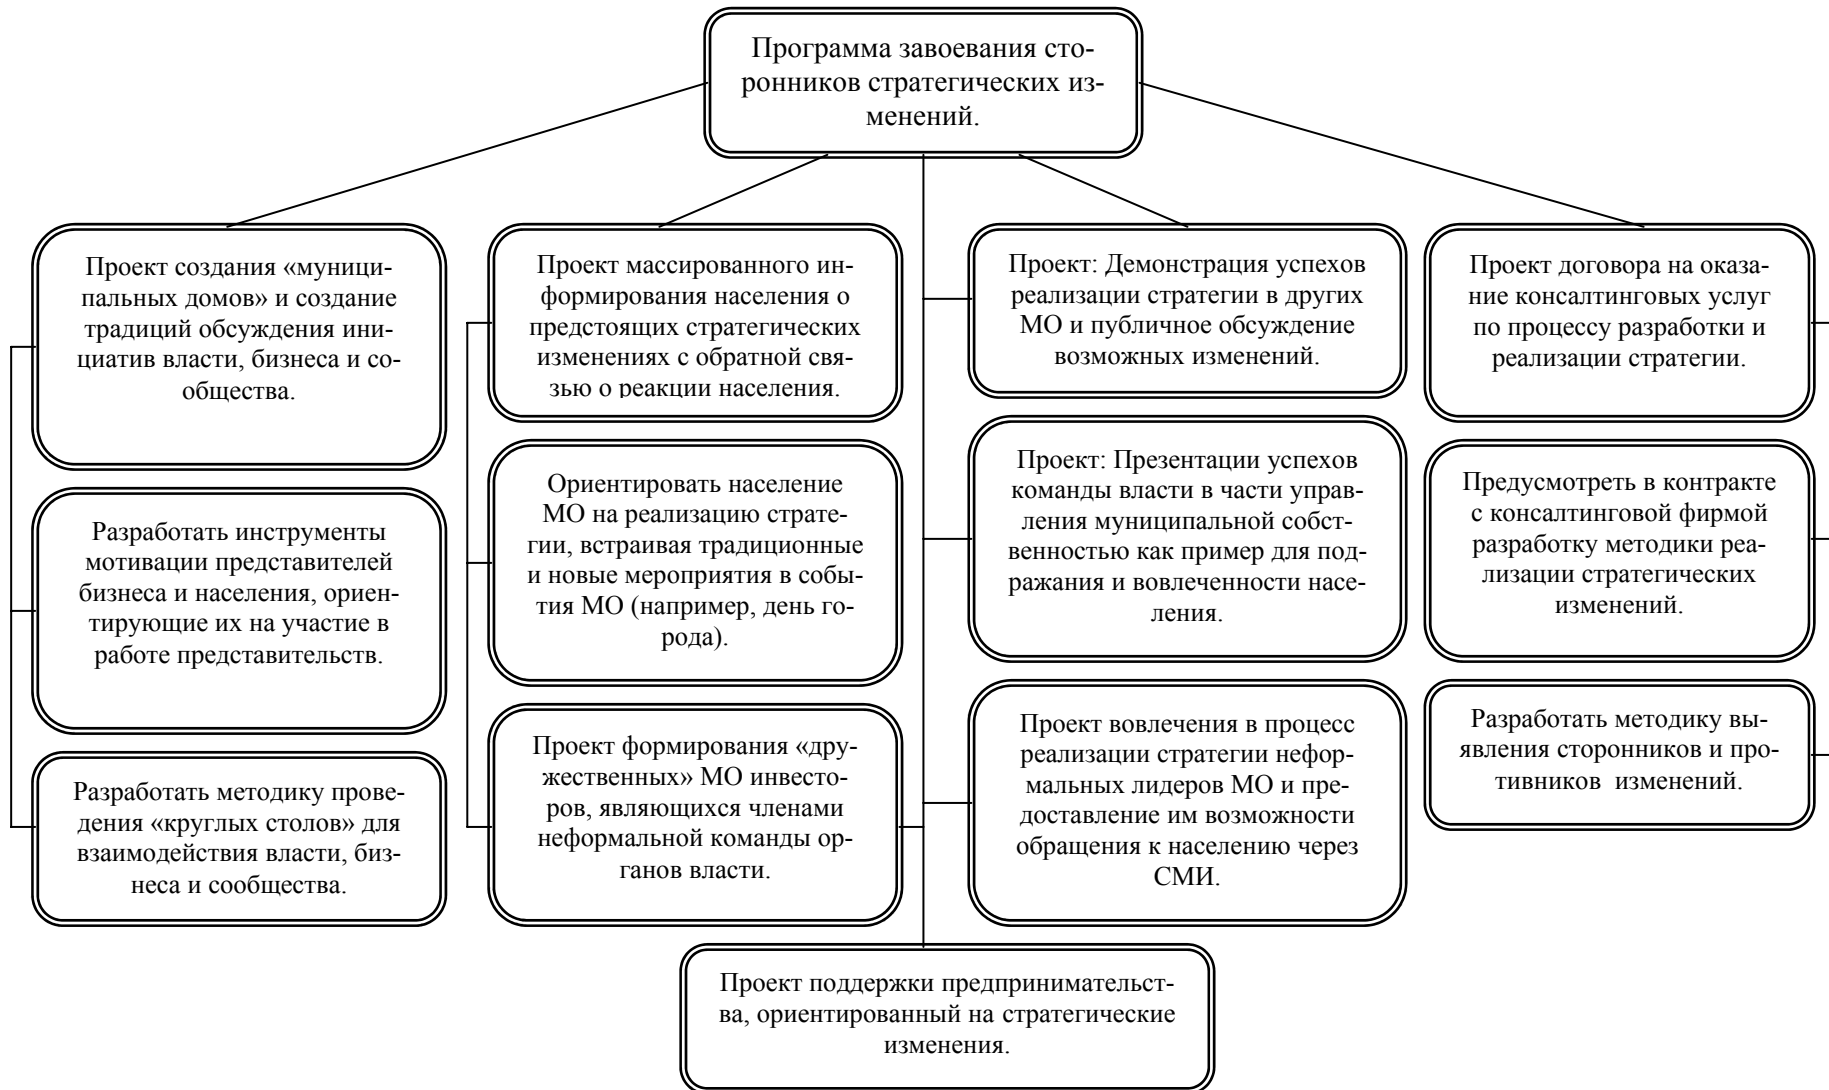 Программа завоевания сто-
ронников стратегических из-
менений.
Проект создания «муници-
пальных домов» и создание
традиций обсуждения ини-
циатив власти, бизнеса и со-
общества.
Разработать инструменты
мотивации представителей
бизнеса и населения, ориен-
тирующие их на участие в
работе представительств.
Разработать методику прове-
дения «круглых столов» для
взаимодействия власти, биз-
неса и сообщества.
Проект массированного ин-
формирования населения о
предстоящих стратегических
изменениях с обратной свя-
зью о реакции населения.
Ориентировать население
МО на реализацию страте-
гии, встраивая традиционные
и новые мероприятия в собы-
тия МО (например, день го-
рода).
Проект формирования «дру-
жественных» МО инвесто-
ров, являющихся членами
неформальной команды ор-
ганов власти.
Проект: Демонстрация успехов
реализации стратегии в других
МО и публичное обсуждение
возможных изменений.
Проект: Презентации успехов
команды власти в части управ-
ления муниципальной собст-
венностью как пример для под-
ражания и вовлеченности насе-
ления.
Проект вовлечения в процесс
реализации стратегии нефор-
мальных лидеров МО и пре-
доставление им возможности
обращения к населению через
СМИ.
Проект договора на оказа-
ние консалтинговых услуг
по процессу разработки и
реализации стратегии.
Предусмотреть в контракте
с консалтинговой фирмой
разработку методики реа-
лизации стратегических
изменений.
Разработать методику вы-
явления сторонников и про-
тивников изменений.
Проект поддержки предпринимательст-
ва, ориентированный на стратегические
изменения.